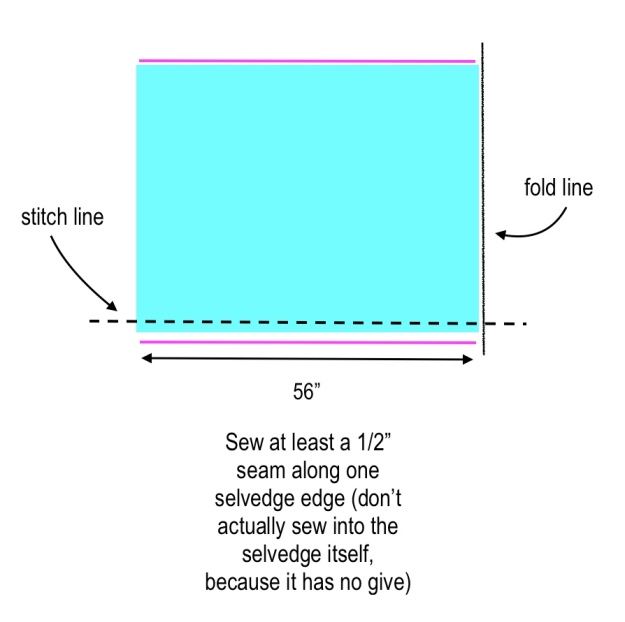 fold line
stitch line
56”
Sew at least a 1/2”
seam along one
selvedge edge (don’t
actually sew into the
selvedge itself,
because it has no give)